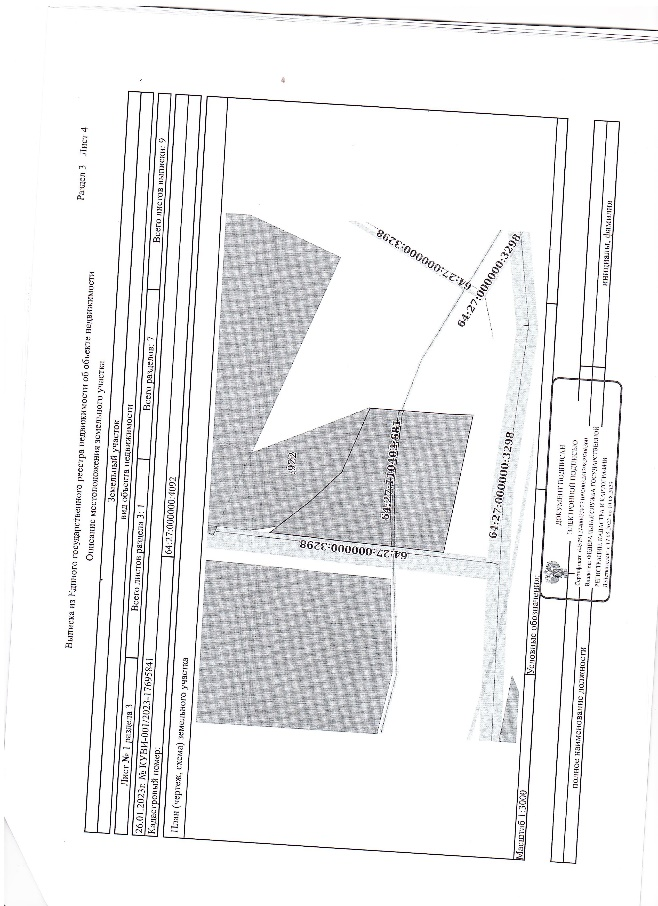 Раздел 3 Лист 4
Выписка из Единого государственного реестра недвижимости об объекте недвижимости
Описание местоположения земельного участка
Земельный участок
вид объекта недвижимости
Лист № 1 раздела 3
Всего листов раздела 3: 1
Всего разделов: 7
Всего листов выписки: 9
26.01.2023г. № КУВИ-001/2023-17695841
Кадастровый номер:
64:27:000000:4092
План (чертеж, схема) земельного участка
64:27:000000:3298
64:27:000000:3298
972
64:27:000000:3298
64:27:000000:3298
Масштаб 1:3000
Условные обозначения:
ДОКУМЕНТ ПОДПИСАН
ЭЛЕКТРОННОЙ ПОДПИСЬЮ
полное наименование должности
инициалы, фамилия